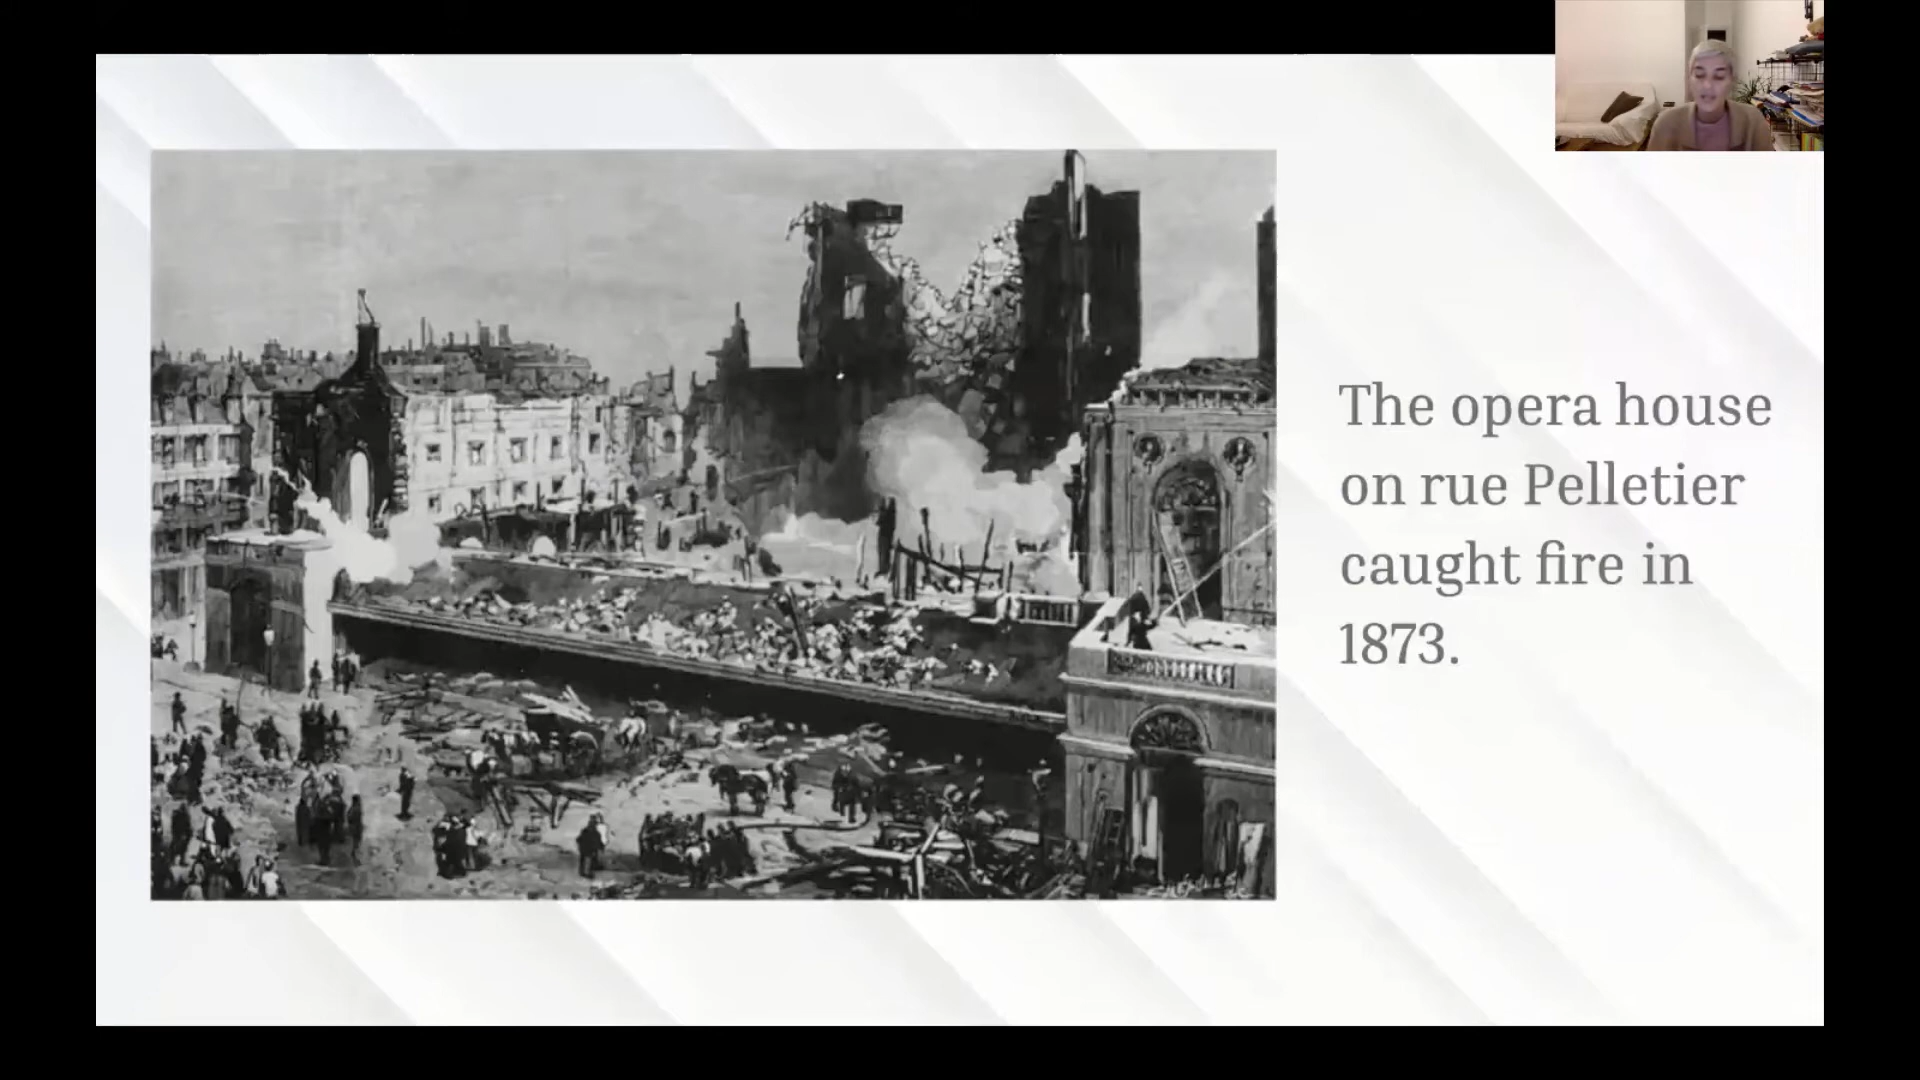 The opera house
on rue Pelletier
caught fire in
1873.